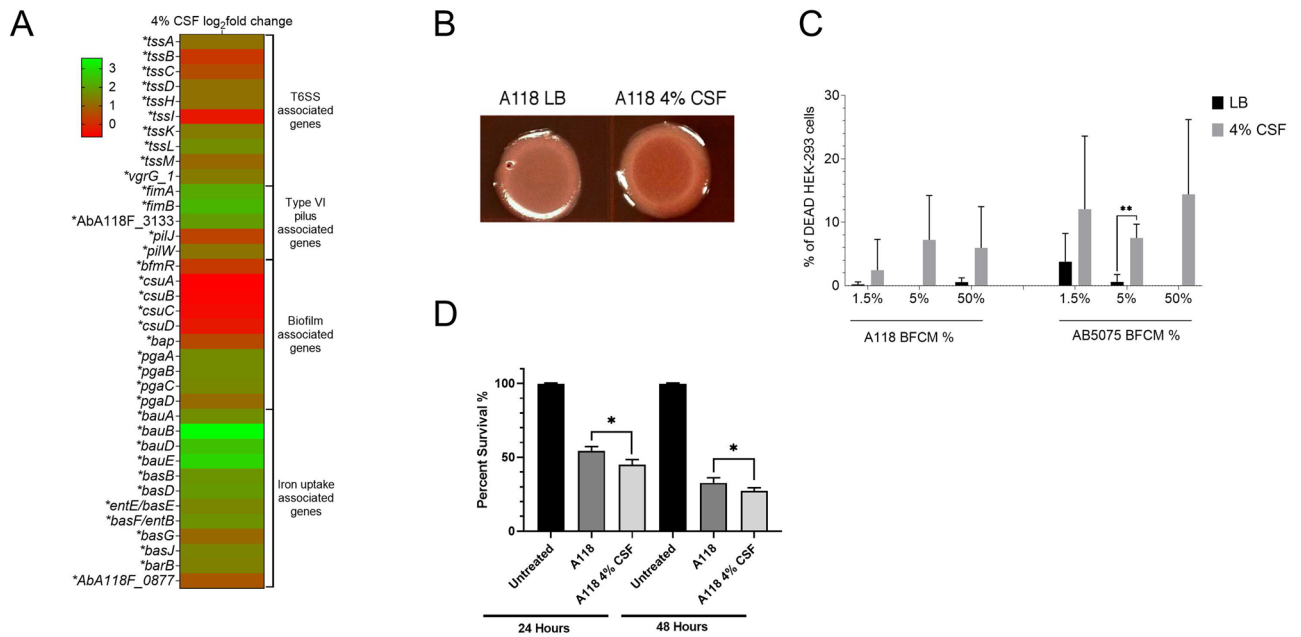 A
4% CSF log2fold change
3
2
1
0
*tssA
*tssB
*tssC
*tssD
*tssH
*tssI
*tssK
*tssL
*tssM
*vgrG_1
*fimA
*fimB
*AbA118F_3133
*pilJ
*pilW
*bfmR
*csuA
*csuB
*csuC
*csuD
*bap
*pgaA
*pgaB
*pgaC
*pgaD
*bauA
*bauB
*bauD
*bauE
*basB
*basD
*entE/basE
*basF/entB
*basG
*basJ
*barB
*AbA118F_0877
T6SS
associated
genes
Type VI
pilus
associated
genes
Biofilm
associated
genes
Iron uptake
associated
genes
B
A118 LB
A118 4% CSF
C
% of DEAD HEK-293 cells
30
20
10
0
**
LB
4% CSF
1.5%
5%
50%
1.5%
5%
50%
A118 BFCM %
AB5075 BFCM %
D
Percent Survival %
100
50
0
*
*
Untreated
A118
A118 4% CSF
Untreated
A118
A118 4% CSF
24 Hours
48 Hours